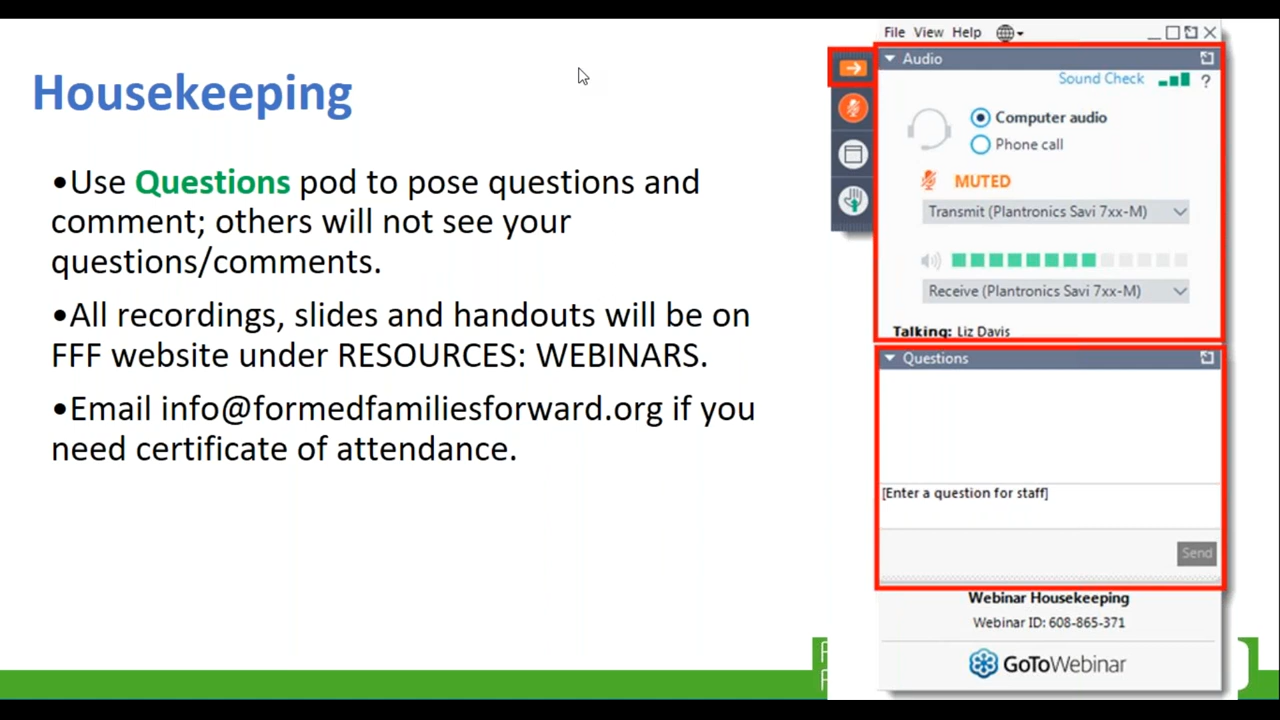 Housekeeping
•Use Questions pod to pose questions and
comment; others will not see your
questions/comments.
•All recordings, slides and handouts will be on
FFF website under RESOURCES: WEBINARS.
•Email info@formedfamiliesforward.org if you
need certificate of attendance.
File View Help
Audio
Sound Check ?
Computer audio
Phone call
MUTED
Transmit (Plantronics Savi 7xx-M)
Receive (Plantronics Savi 7xx-M)
Talking: Liz Davis
Questions
[Enter a question for staff]
Send
Webinar Housekeeping
Webinar ID: 608-865-371
GoToWebinar